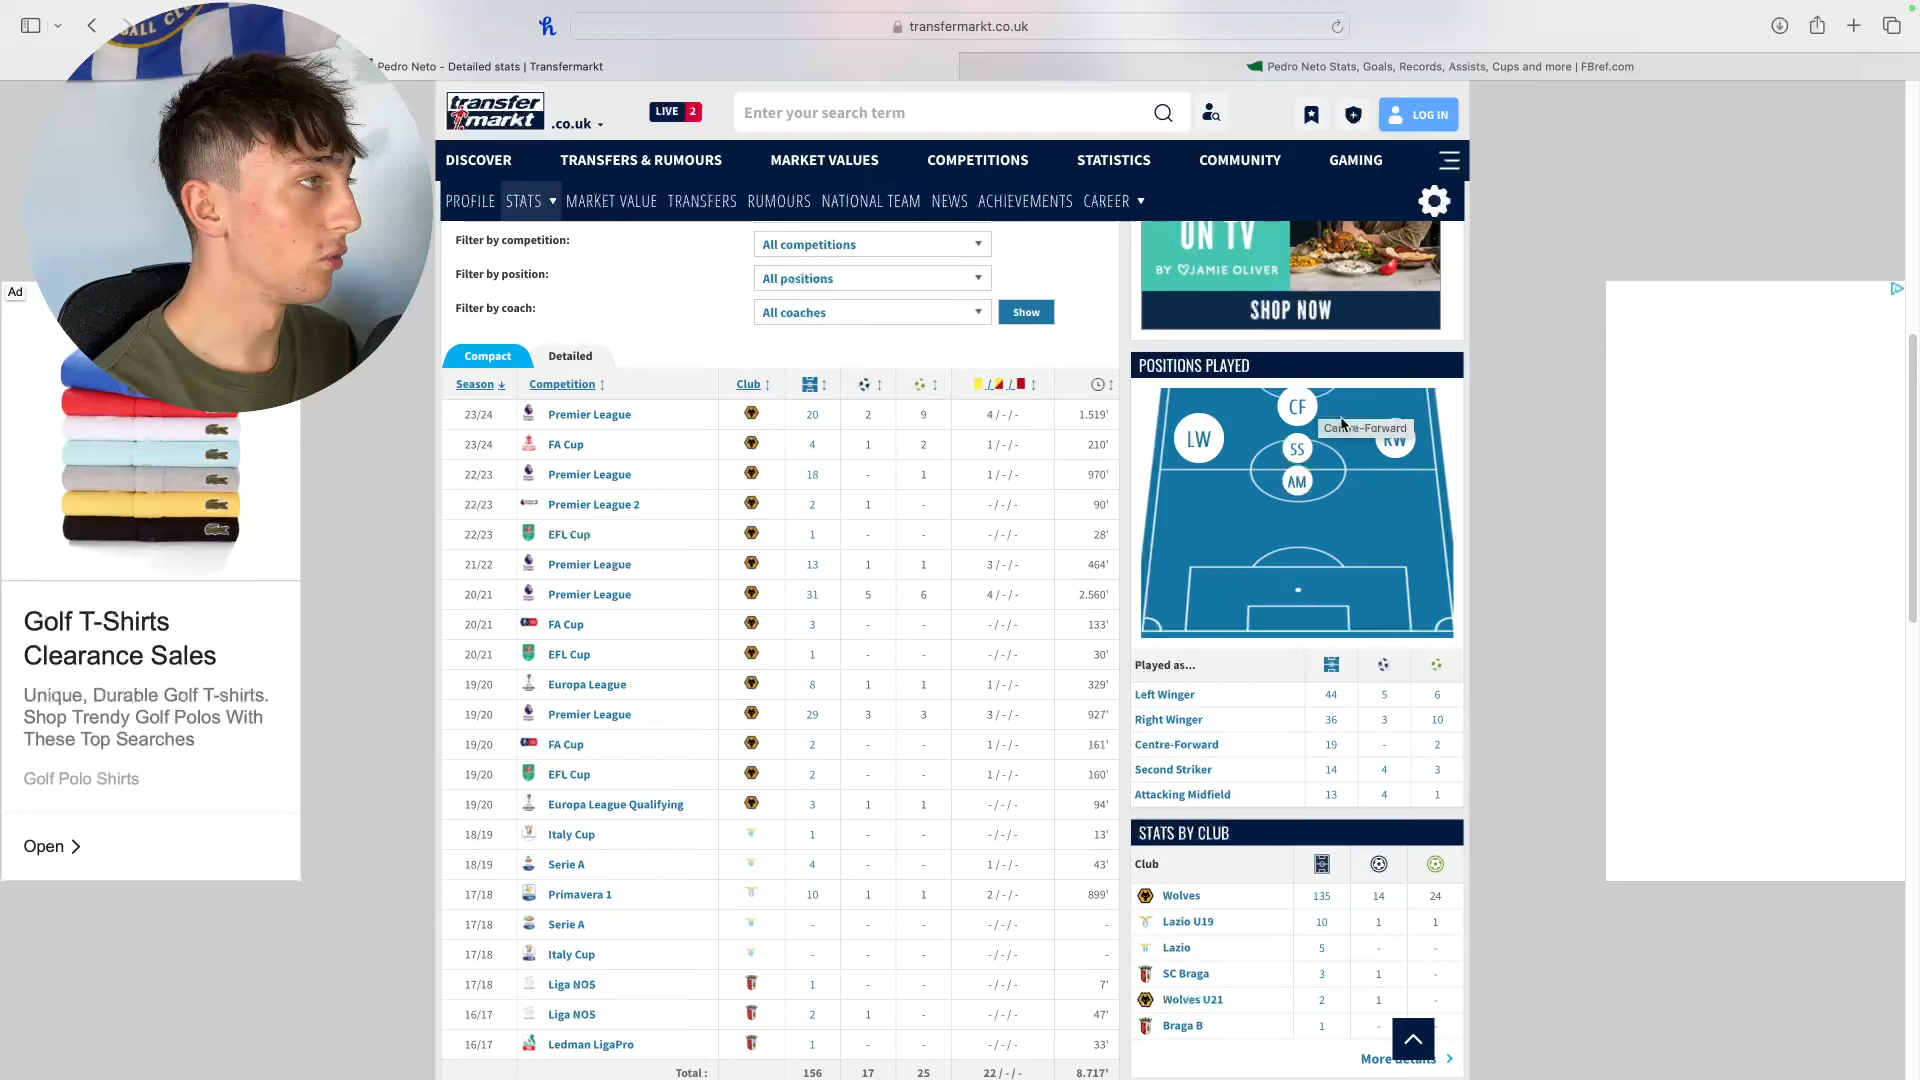 transfermarkt.co.uk
Pedro Neto - Detailed stats | Transfermarkt
Pedro Neto Stats, Goals, Records, Assists, Cups and more | FBref.com
transfer
markt
.co.uk
LIVE 2
Enter your search term
LOG IN
DISCOVER TRANSFERS & RUMOURS MARKET VALUES COMPETITIONS STATISTICS COMMUNITY GAMING
PROFILE STATS MARKET VALUE TRANSFERS RUMOURS NATIONAL TEAM NEWS ACHIEVEMENTS CAREER
Filter by competition: All competitions
Filter by position: All positions
Filter by coach: All coaches Show
Compact Detailed
Season Competition Club
23/24 Premier League 20 2 9 4 / - / - 1.519'
23/24 FA Cup 4 1 2 1 / - / - 210'
22/23 Premier League 18 - 1 1 / - / - 970'
22/23 Premier League 2 2 1 - - / - / - 90'
22/23 EFL Cup 1 - - - / - / - 28'
21/22 Premier League 13 1 1 3 / - / - 464'
20/21 Premier League 31 5 6 4 / - / - 2.560'
20/21 FA Cup 3 - - - / - / - 133'
20/21 EFL Cup 1 - - - / - / - 30'
19/20 Europa League 8 1 1 1 / - / - 329'
19/20 Premier League 29 3 3 3 / - / - 927'
19/20 FA Cup 2 - - 1 / - / - 161'
19/20 EFL Cup 2 - - 1 / - / - 160'
19/20 Europa League Qualifying 3 1 1 - / - / - 94'
18/19 Italy Cup 1 - - - / - / - 13'
18/19 Serie A 4 - - 1 / - / - 43'
17/18 Primavera 1 10 1 1 2 / - / - 899'
17/18 Serie A - - - - / - / - -
17/18 Italy Cup - - - - / - / - -
17/18 Liga NOS 1 - - - / - / - 7'
16/17 Liga NOS 2 1 - - / - / - 47'
16/17 Ledman LigaPro 1 - - - / - / - 33'
Total : 156 17 25 22 / - / - 8.717'
ON TV
BY JAMIE OLIVER
SHOP NOW
POSITIONS PLAYED
CF
Centre-Forward
LW
RW
SS
AM
Played as...
Left Winger 44 5 6
Right Winger 36 3 10
Centre-Forward 19 - 2
Second Striker 14 4 3
Attacking Midfield 13 4 1
STATS BY CLUB
Club
Wolves 135 14 24
Lazio U19 10 1 1
Lazio 5 - -
SC Braga 3 1 -
Wolves U21 2 1 -
Braga B 1 - -
More details
Ad
Golf T-Shirts
Clearance Sales
Unique, Durable Golf T-shirts.
Shop Trendy Golf Polos With
These Top Searches
Golf Polo Shirts
Open